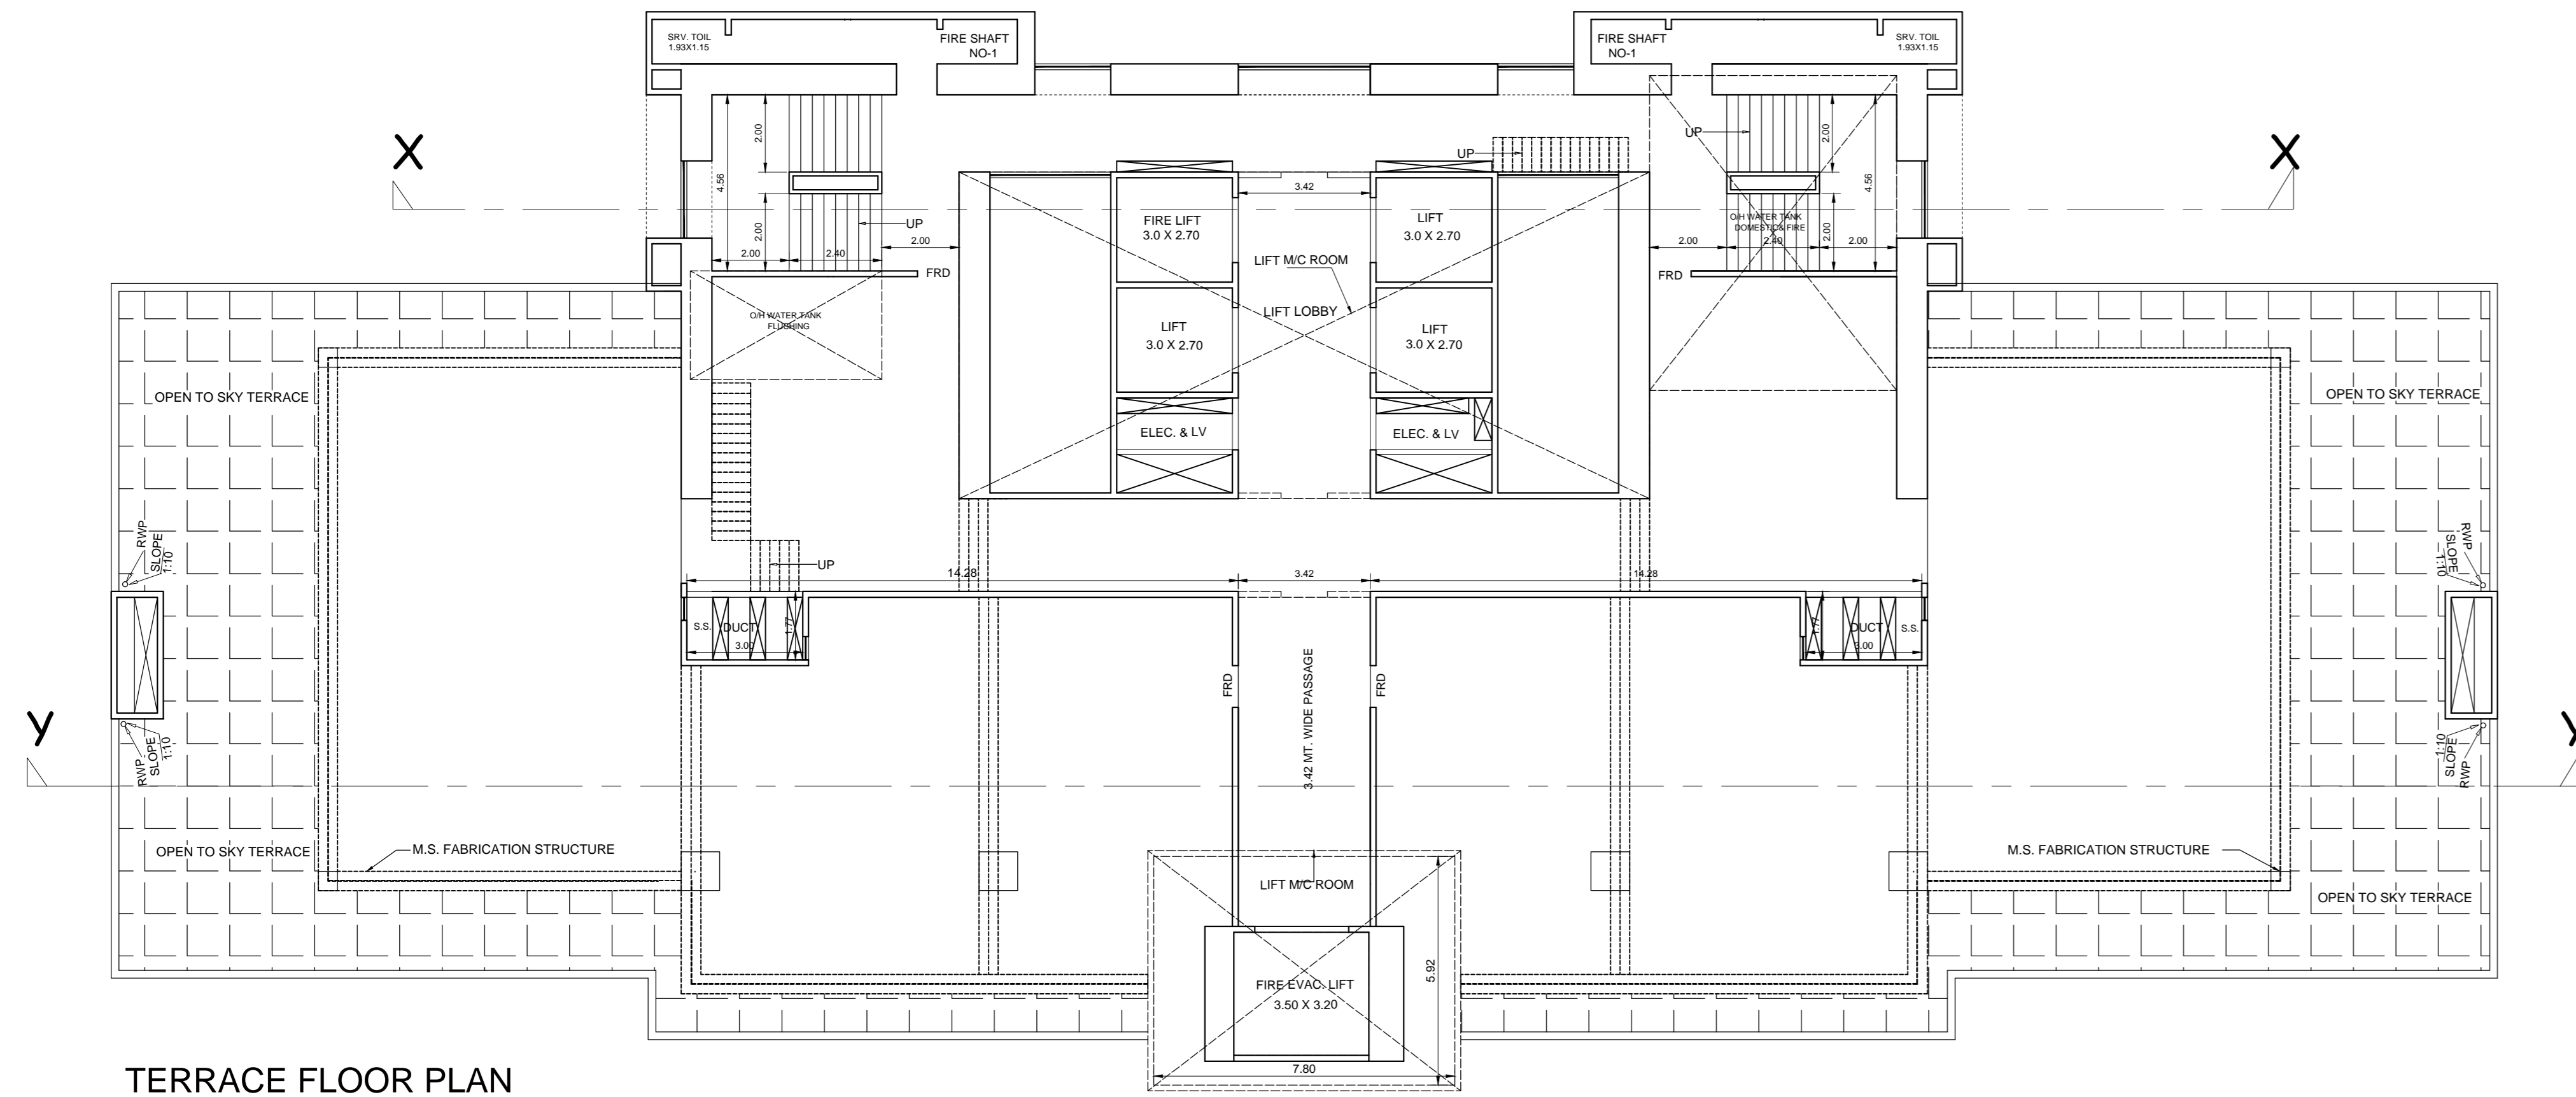 SRV. TOIL
1.93X1.15
FIRE SHAFT
NO-1
FIRE SHAFT
NO-1
SRV. TOIL
1.93X1.15
X
X
2.00
4.56
2.00
UP
2.00
2.40
2.00
FRD
O/H WATER TANK
FLUSHING
UP
3.42
FIRE LIFT
3.0 X 2.70
LIFT
3.0 X 2.70
LIFT M/C ROOM
LIFT LOBBY
LIFT
3.0 X 2.70
LIFT
3.0 X 2.70
ELEC. & LV
ELEC. & LV
UP
2.00
4.56
O/H WATER TANK
DOMESTIC& FIRE
2.00
2.00
2.40
2.00
FRD
OPEN TO SKY TERRACE
OPEN TO SKY TERRACE
RWP
SLOPE
1:10
UP
14.28
3.42
14.28
RWP
SLOPE
1:10
S.S.
DUCT
1.77
3.00
1.77
DUCT
S.S.
3.00
FRD
3.42 MT. WIDE PASSAGE
FRD
Y
RWP
SLOPE
1:10
1:10
SLOPE
RWP
Y
OPEN TO SKY TERRACE
M.S. FABRICATION STRUCTURE
M.S. FABRICATION STRUCTURE
OPEN TO SKY TERRACE
LIFT M/C ROOM
FIRE EVAC. LIFT
3.50 X 3.20
5.92
7.80
TERRACE FLOOR PLAN